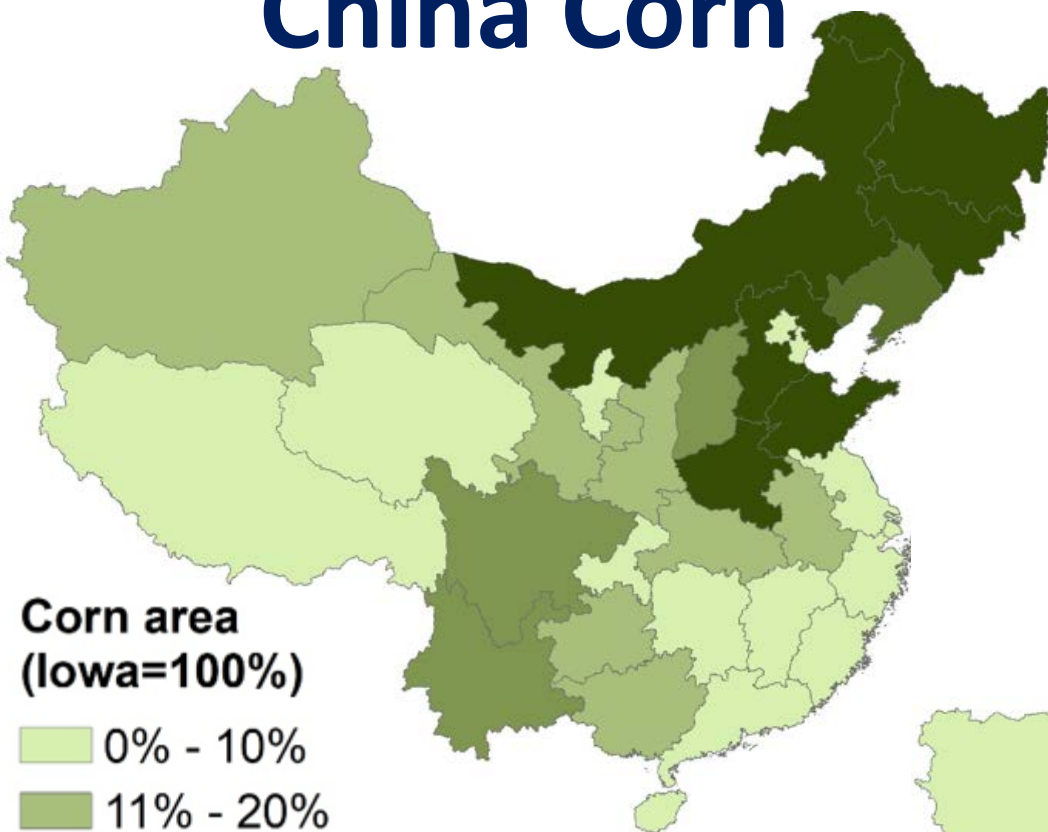 China Corn
Corn area
(Iowa=100%)
0% - 10%
11% - 20%